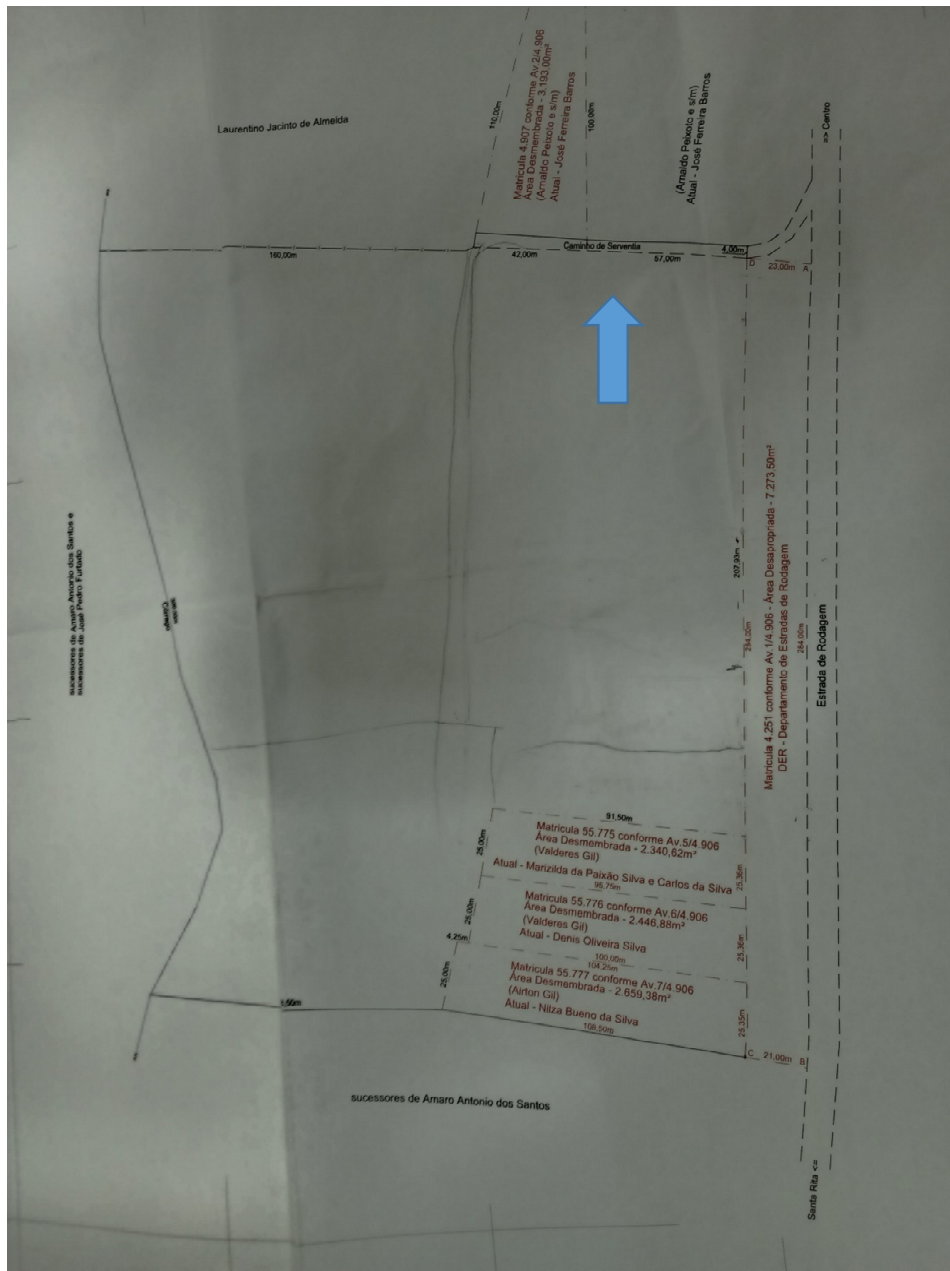 Laurentino Jacinto de Almeida
110,00m
Matrícula 4.907 conforme Av.2/4.906
Área Desmembrada - 3.193,00m²
(Arnaldo Peixoto e s/m)
Atual - José Ferreira Barros
100,00m
(Arnaldo Peixoto e s/m)
Atual - José Ferreira Barros
=> Centro
160,00m
Caminho de Serventia
42,00m
57,00m
4,00m
D
23,00m
A
sucessores de Amaro Antonio dos Santos e
sucessores de José Pedro Furtado
Córrego
207,93m
284,00m
Matrícula 4.251 conforme Av.1/4.906 - Área Desapropriada - 7.273,50m²
DER - Departamento de Estradas de Rodagem
284,00m
Estrada de Rodagem
91,50m
25,00m
Matrícula 55.775 conforme Av.5/4.906
Área Desmembrada - 2.340,62m²
(Valderes Gil)
Atual - Marizilda da Paixão Silva e Carlos da Silva
25,36m
95,75m
25,00m
Matrícula 55.776 conforme Av.6/4.906
Área Desmembrada - 2.446,88m²
(Valderes Gil)
Atual - Denis Oliveira Silva
25,36m
4,25m
100,00m
104,25m
25,00m
Matrícula 55.777 conforme Av.7/4.906
Área Desmembrada - 2.659,38m²
(Airton Gil)
Atual - Nilza Bueno da Silva
25,35m
108,50m
C
21,00m
B
sucessores de Amaro Antonio dos Santos
Santa Rita <=